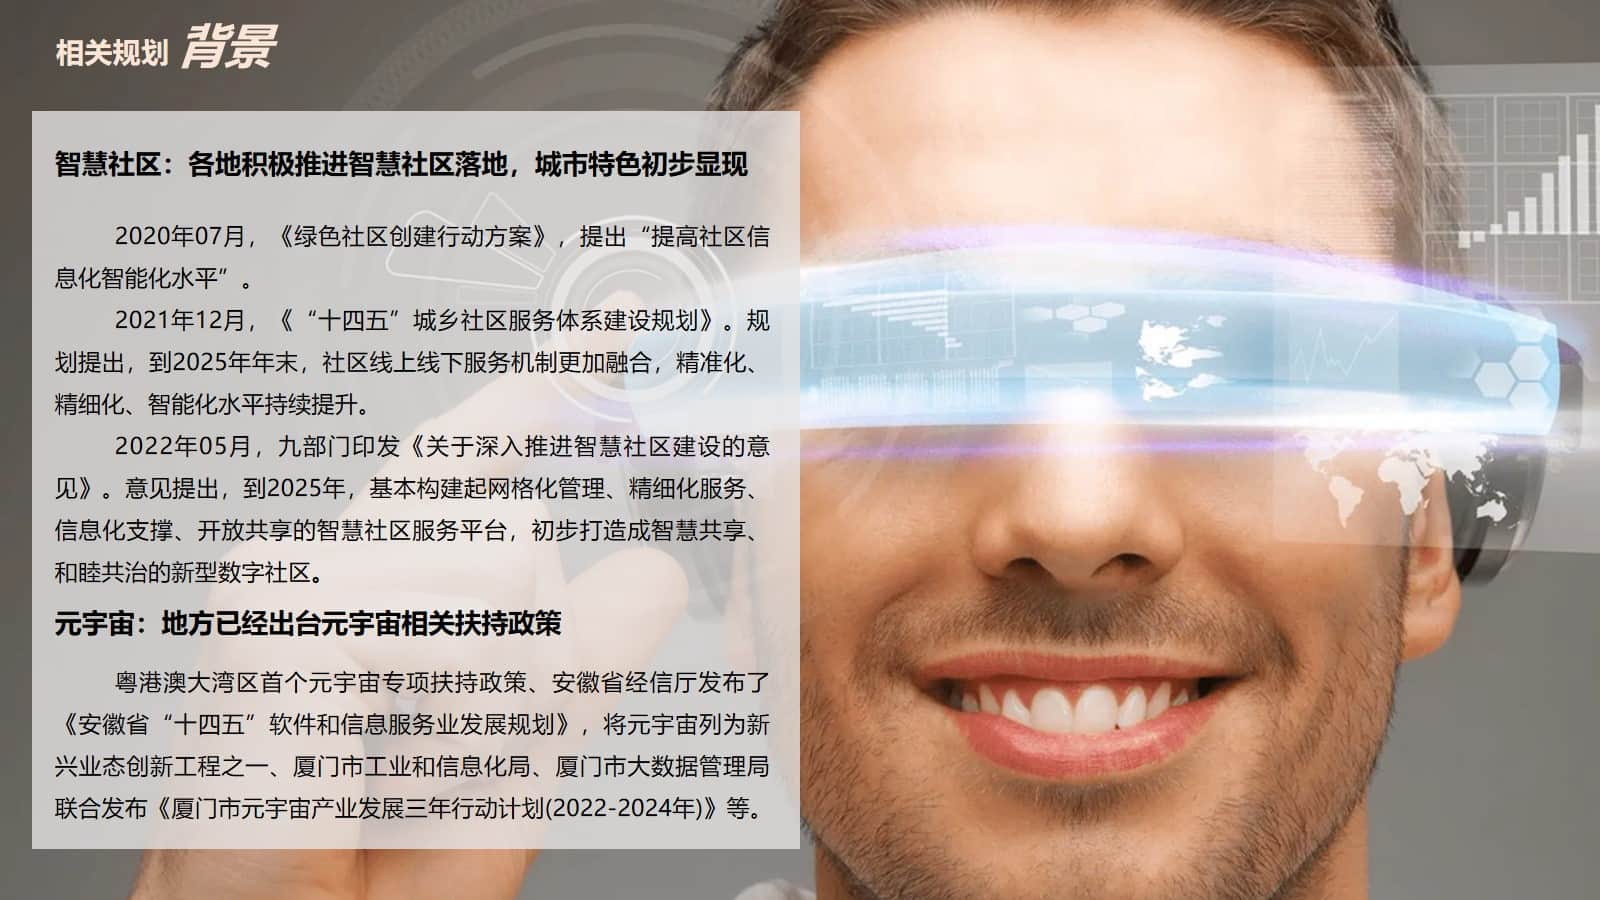 相关规划 背景
智慧社区：各地积极推进智慧社区落地，城市特色初步显现
2020年07月，《绿色社区创建行动方案》，提出“提高社区信
息化智能化水平”。
2021年12月，《“十四五”城乡社区服务体系建设规划》。规
划提出，到2025年年末，社区线上线下服务机制更加融合，精准化、
精细化、智能化水平持续提升。
2022年05月，九部门印发《关于深入推进智慧社区建设的意
见》。意见提出，到2025年，基本构建起网格化管理、精细化服务、
信息化支撑、开放共享的智慧社区服务平台，初步打造成智慧共享、
和睦共治的新型数字社区。
元宇宙：地方已经出台元宇宙相关扶持政策
粤港澳大湾区首个元宇宙专项扶持政策、安徽省经信厅发布了
《安徽省“十四五”软件和信息服务业发展规划》，将元宇宙列为新
兴业态创新工程之一、厦门市工业和信息化局、厦门市大数据管理局
联合发布《厦门市元宇宙产业发展三年行动计划(2022-2024年)》等。